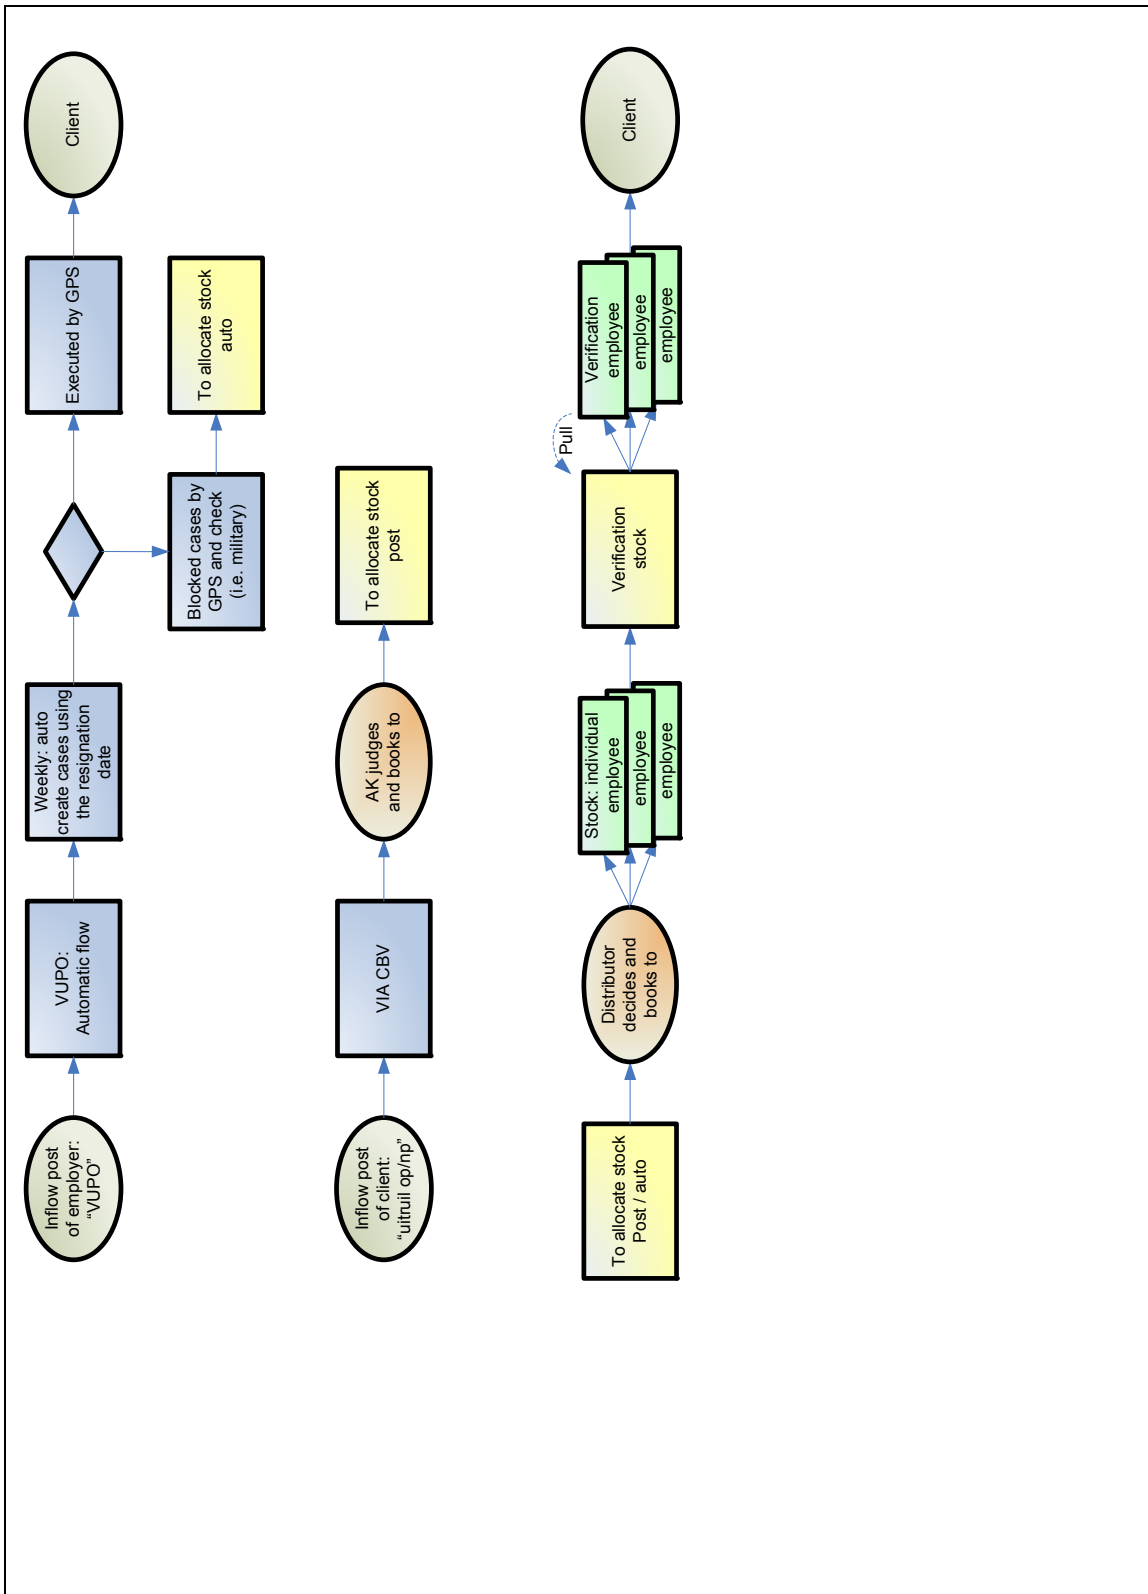 Inflow post
of employer:
“VUPO”
VUPO:
Automatic flow
Weekly: auto
create cases using
the resignation
date
Executed by GPS
Client
Blocked cases by
GPS and check
(i.e. military)
To allocate stock
auto
Inflow post
of client:
“uitruil op/np”
VIA CBV
AK judges
and books to
To allocate stock
post
To allocate stock
Post / auto
Distributor
decides and
books to
Stock: individual
employee
employee
employee
Verification
stock
Pull
Verification
employee
employee
employee
Client